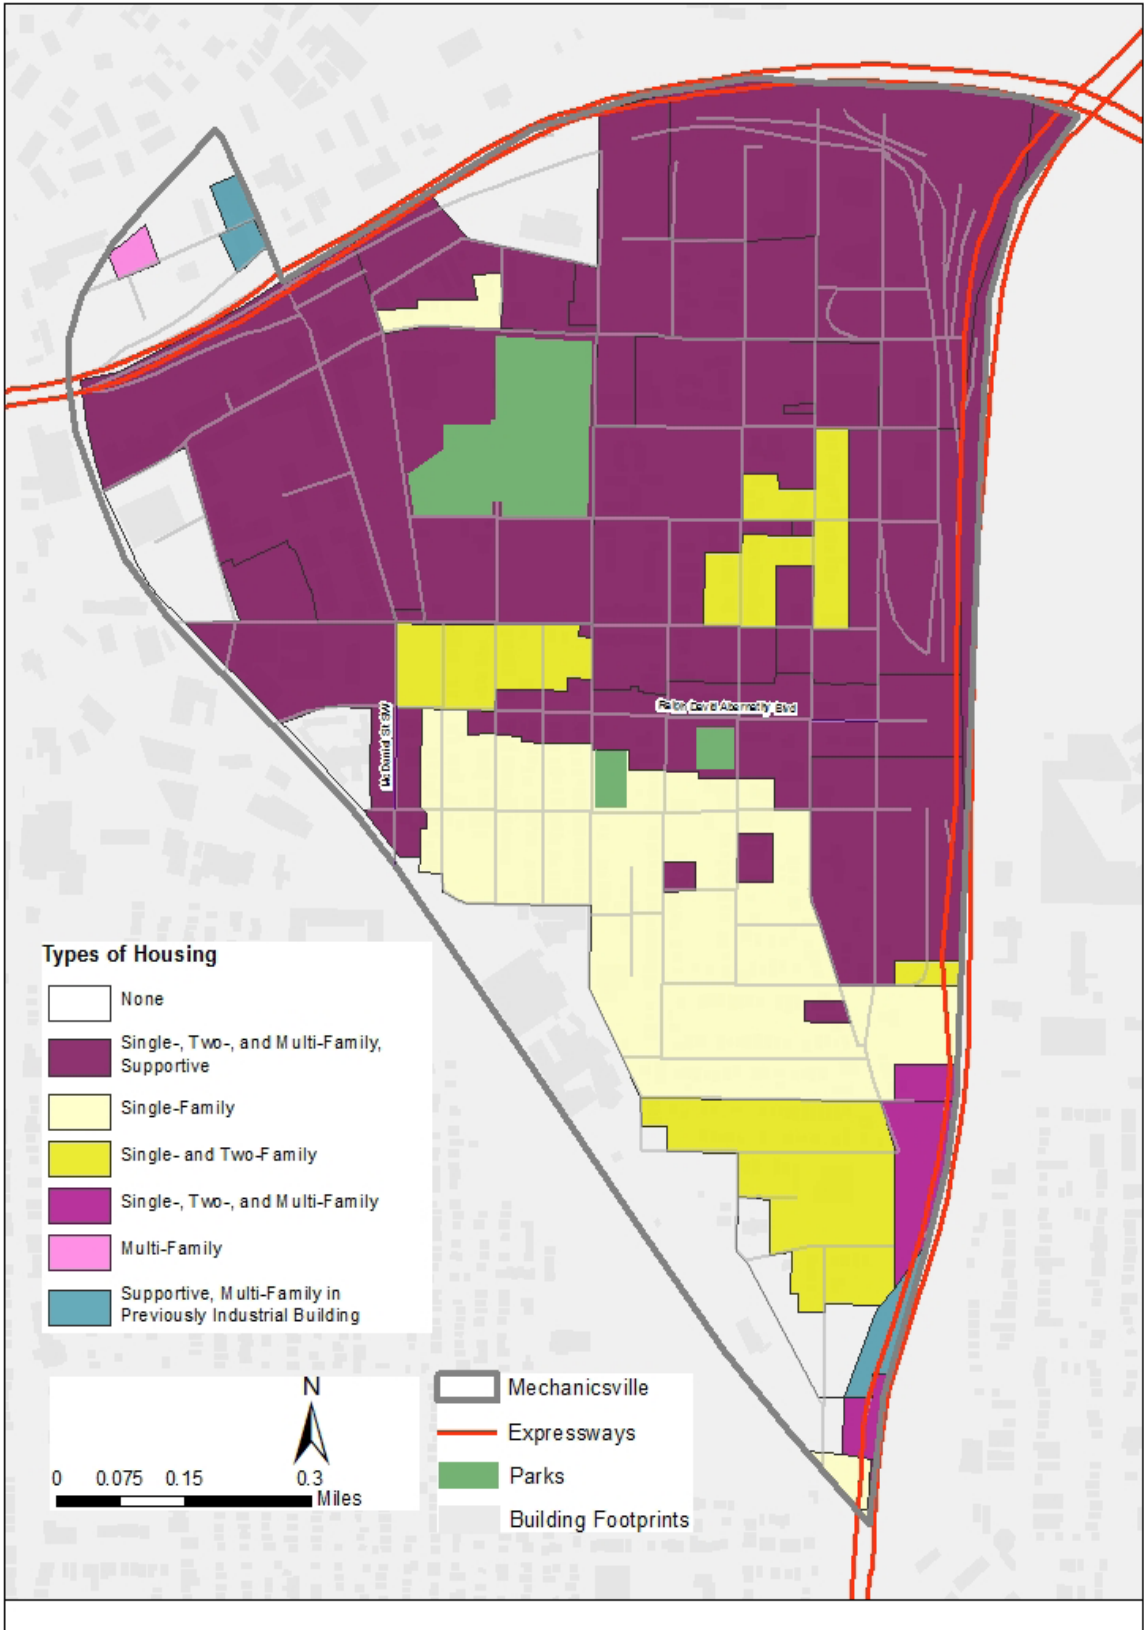 Ralph David Abernathy Blvd
McDaniel St SW
Types of Housing
None
Single-, Two-, and Multi-Family,
Supportive
Single-Family
Single- and Two-Family
Single-, Two-, and Multi-Family
Multi-Family
Supportive, Multi-Family in
Previously Industrial Building
N
0 0.075 0.15 0.3
Miles
Mechanicsville
Expressways
Parks
Building Footprints